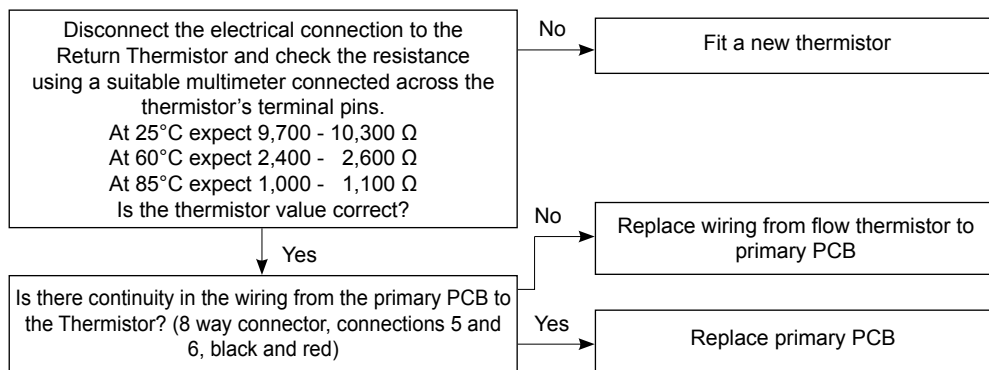 Disconnect the electrical connection to the
Return Thermistor and check the resistance
using a suitable multimeter connected across the
thermistor’s terminal pins.
At 25°C expect 9,700 - 10,300 Ω
At 60°C expect 2,400 - 2,600 Ω
At 85°C expect 1,000 - 1,100 Ω
Is the thermistor value correct?
No
Fit a new thermistor
Yes
Is there continuity in the wiring from the primary PCB to
the Thermistor? (8 way connector, connections 5 and
6, black and red)
No
Replace wiring from flow thermistor to
primary PCB
Yes
Replace primary PCB